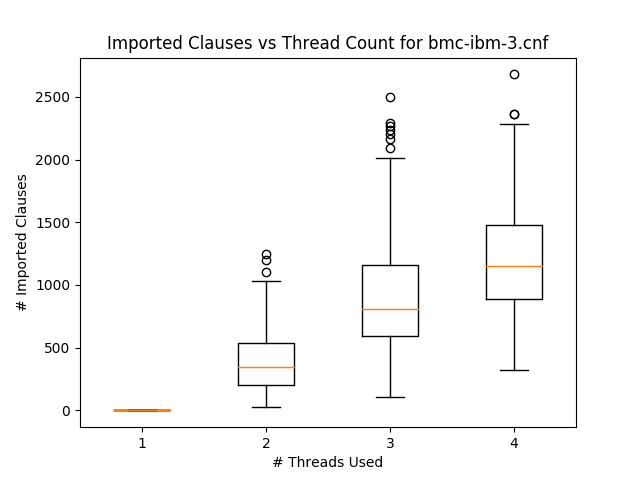 Imported Clauses vs Thread Count for bmc-ibm-3.cnf
# Imported Clauses
2500
2000
1500
1000
500
0
1 2 3 4
# Threads Used